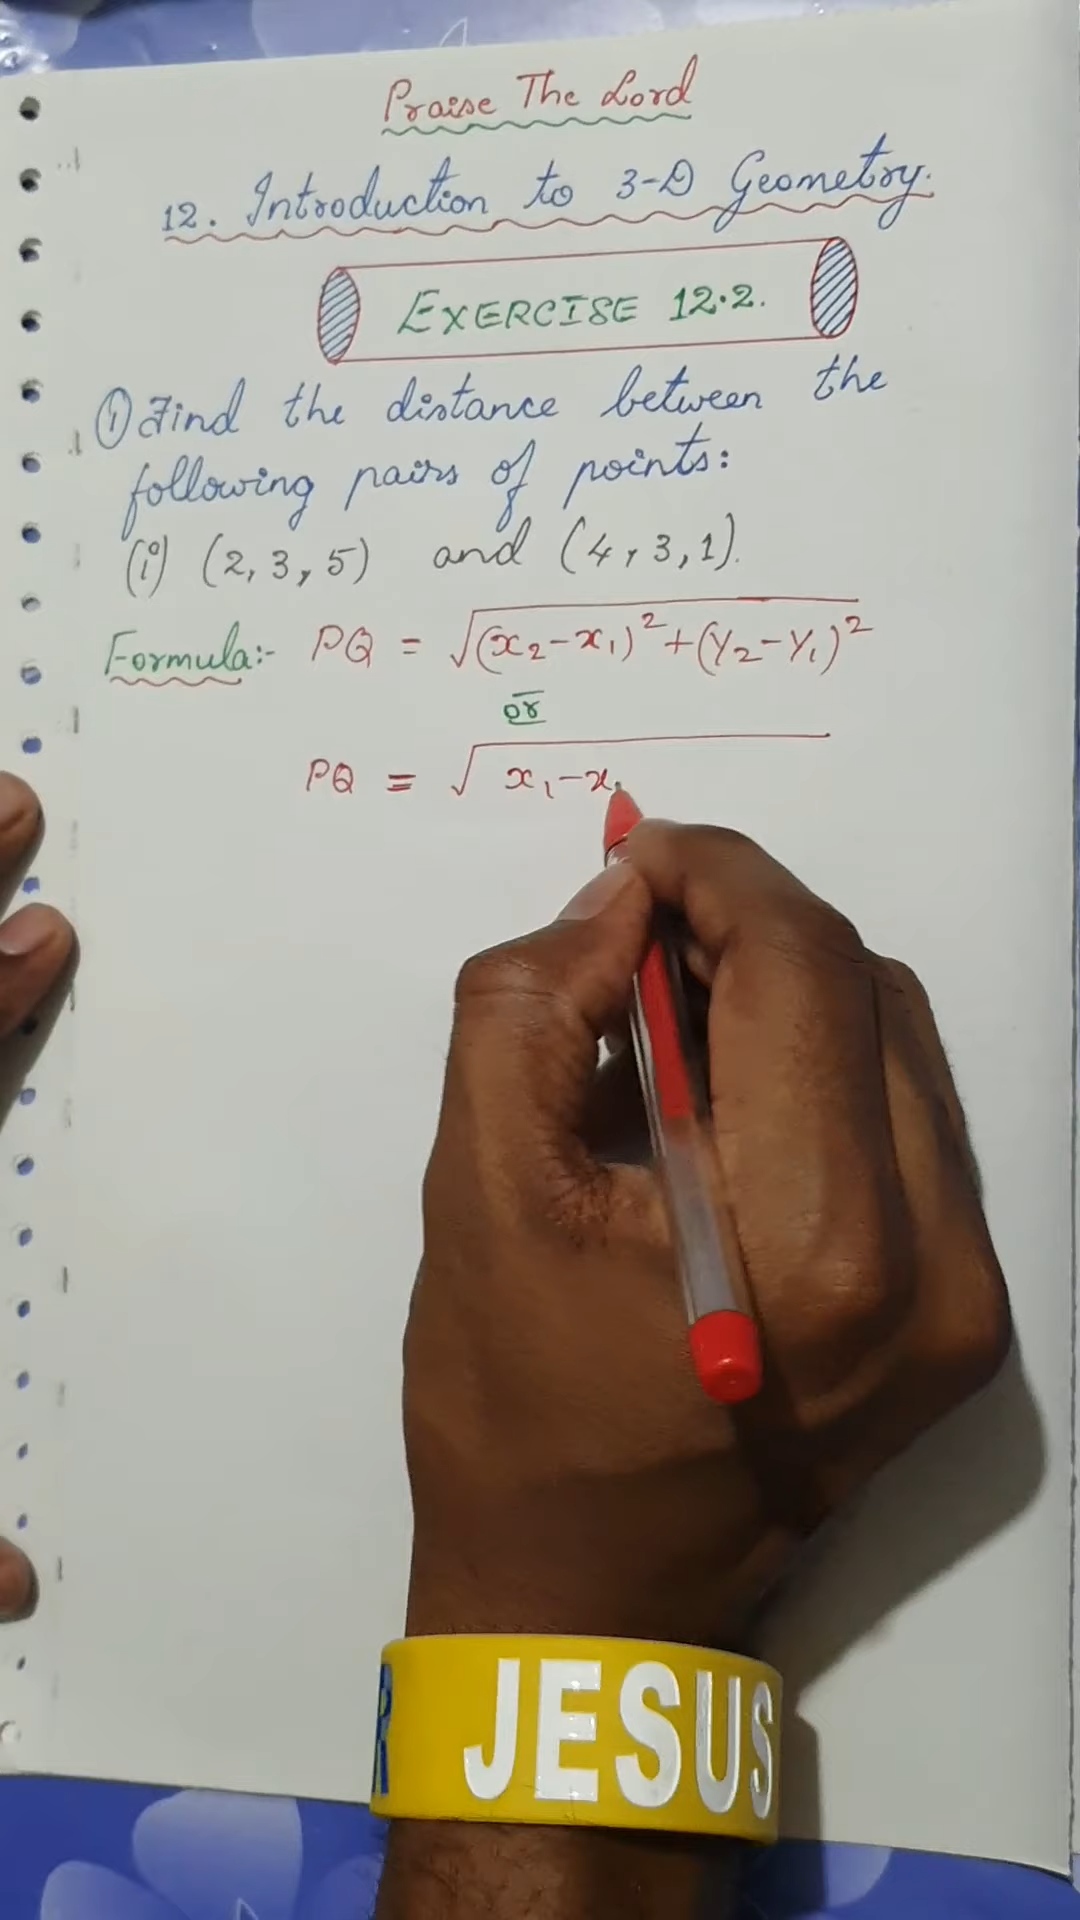 Praise The Lord
12. Introduction to 3-D Geometry.
EXERCISE 12.2.
① Find the distance between the
following pairs of points:
(i) (2, 3, 5) and (4, 3, 1).
Formula:- PQ = √(x₂-x₁)²+(y₂-y₁)²
or
PQ = √ x₁-x
R JESUS